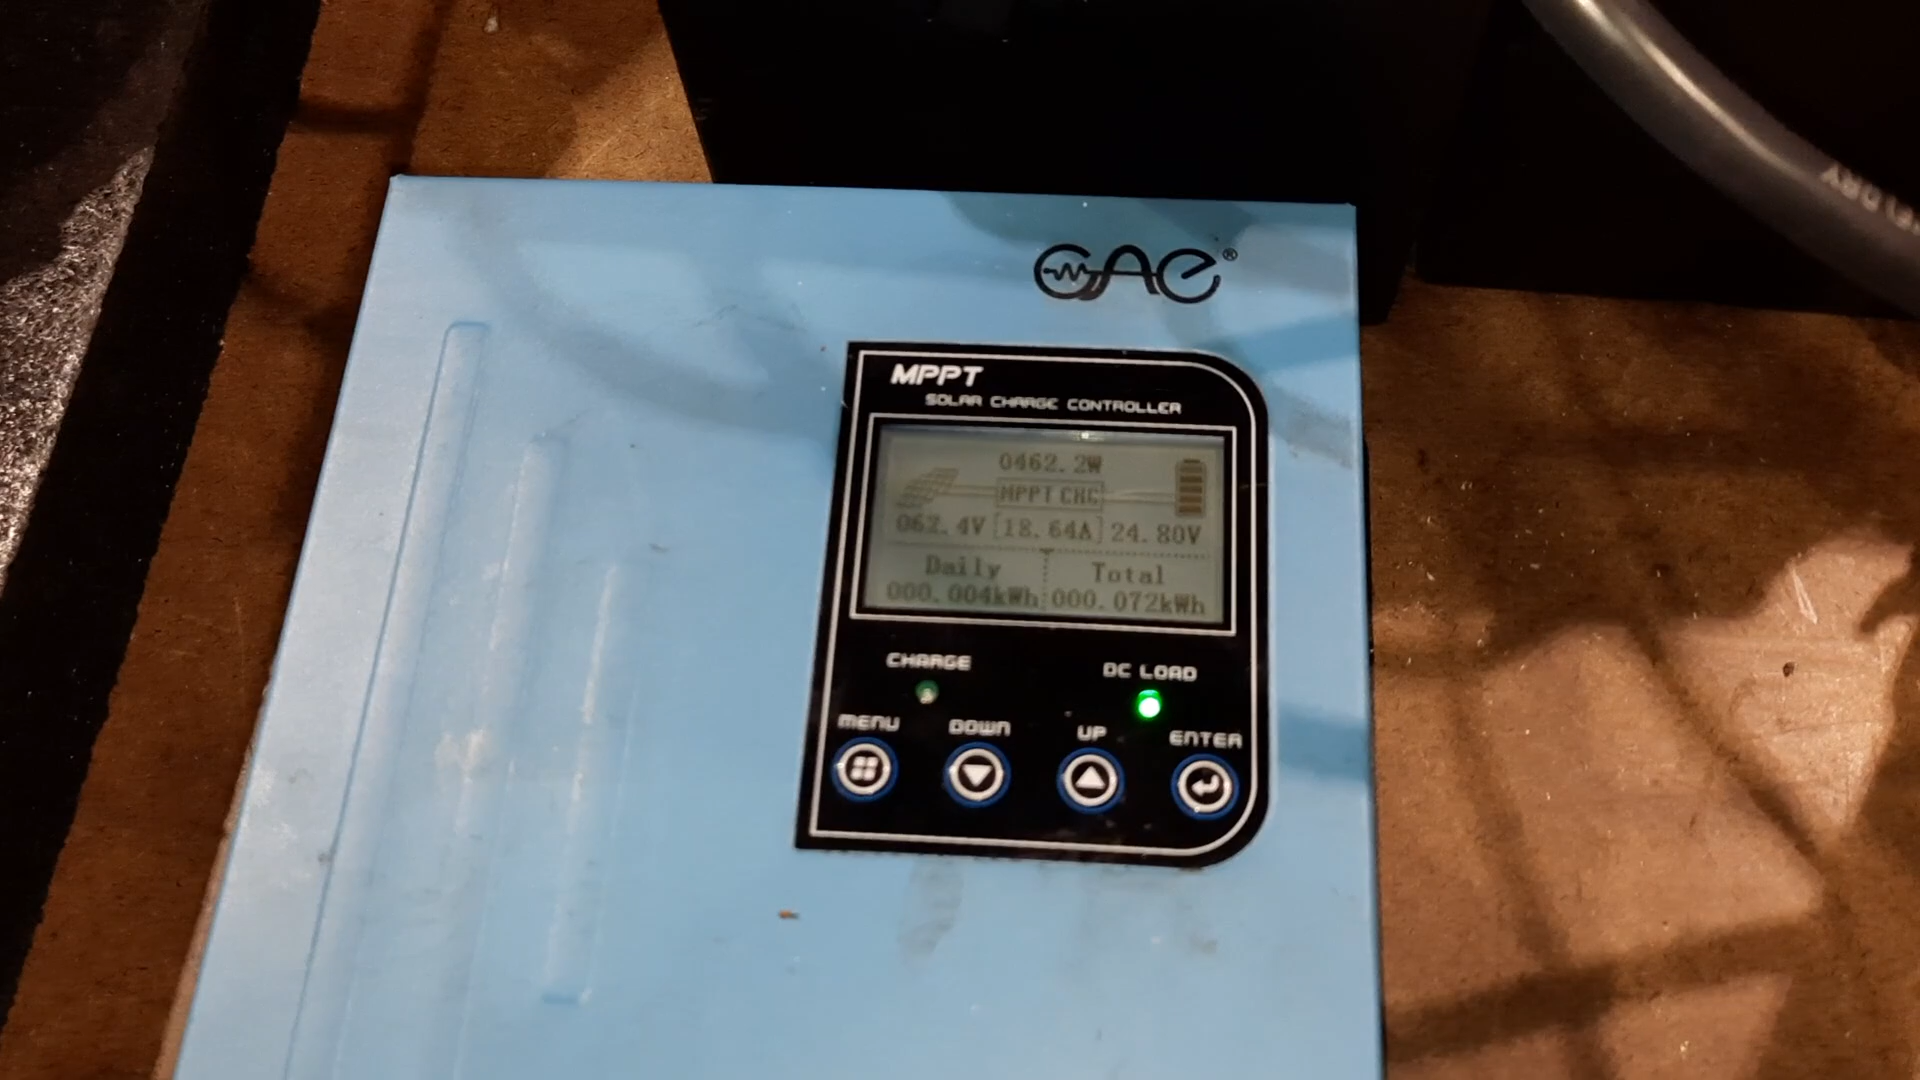 GAe®
MPPT
SOLAR CHARGE CONTROLLER
0462.2W
MPPT CHG
062.4V [18.64A] 24.80V
Daily Total
000.004kWh 000.072kWh
CHARGE DC LOAD
MENU DOWN UP ENTER